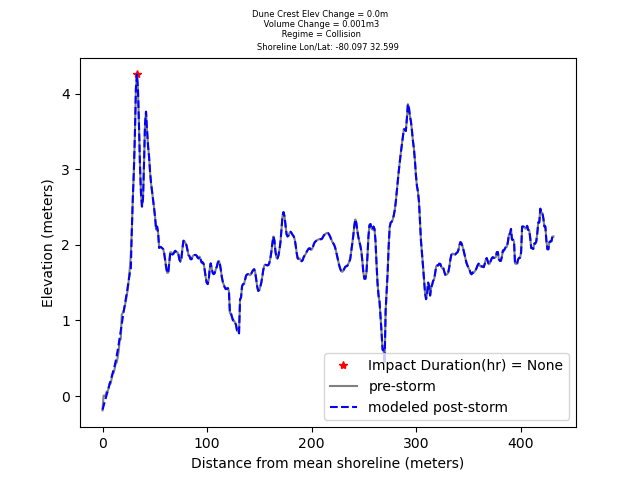 Dune Crest Elev Change = 0.0m
Volume Change = 0.001m3
Regime = Collision
Shoreline Lon/Lat: -80.097 32.599
Elevation (meters)
4
3
2
1
0
Impact Duration(hr) = None
pre-storm
modeled post-storm
0 100 200 300 400
Distance from mean shoreline (meters)